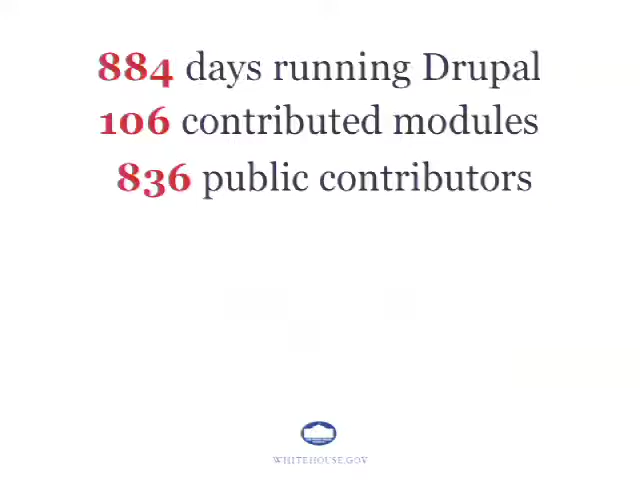 884 days running Drupal
106 contributed modules
836 public contributors
WHITEHOUSE.GOV